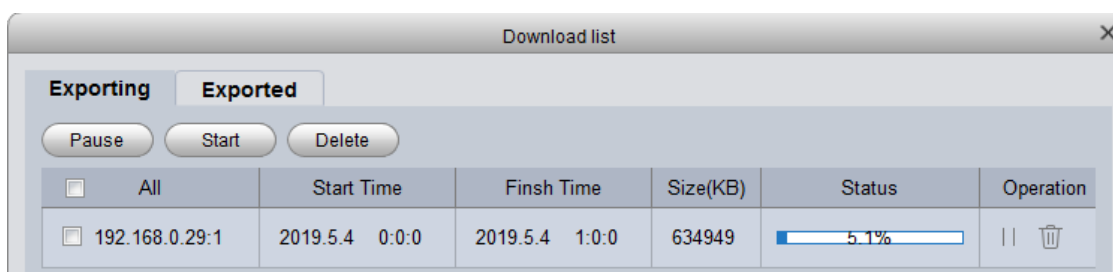 Download list
Exporting Exported
Pause Start Delete
All Start Time Finsh Time Size(KB) Status Operation
192.168.0.29:1 2019.5.4 0:0:0 2019.5.4 1:0:0 634949 5.1%